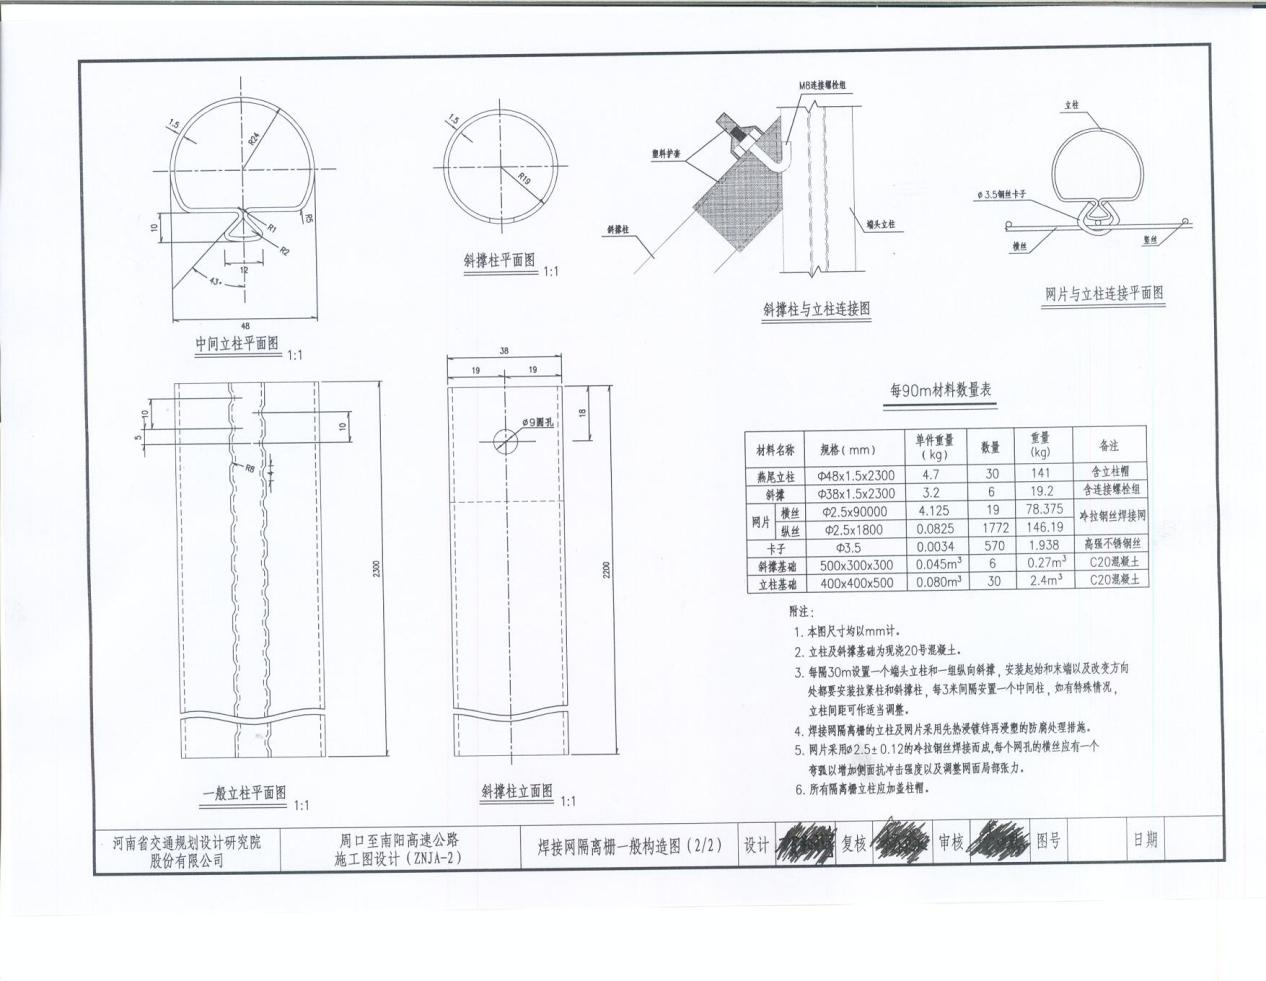 1.5
R24
10
R5
R1
R2
12
43°
48
中间立柱平面图 1:1
1.5
R19
斜撑柱平面图 1:1
M8连接螺栓组
塑料护套
斜撑柱
端头立柱
斜撑柱与立柱连接图
立柱
ϕ3.5钢丝卡子
横丝
竖丝
网片与立柱连接平面图
10
5
10
R8
4
2300
一般立柱平面图 1:1
38
19 19
18
ϕ9圆孔
2200
斜撑柱立面图 1:1
每90m材料数量表
材料名称 规格(mm) 单件重量(kg) 数量 重量(kg) 备注
燕尾立柱 Φ48x1.5x2300 4.7 30 141 含立柱帽
斜撑 Φ38x1.5x2300 3.2 6 19.2 含连接螺栓组
网片 横丝 Φ2.5x90000 4.125 19 78.375 冷拉钢丝焊接网
纵丝 Φ2.5x1800 0.0825 1772 146.19
卡子 Φ3.5 0.0034 570 1.938 高强不锈钢丝
斜撑基础 500x300x300 0.045m³ 6 0.27m³ C20混凝土
立柱基础 400x400x500 0.080m³ 30 2.4m³ C20混凝土
附注:
1. 本图尺寸均以mm计。
2. 立柱及斜撑基础为现浇20号混凝土。
3. 每隔30m设置一个端头立柱和一组纵向斜撑,安装起始和末端以及改变方向
处都要安装拉紧柱和斜撑柱,每3米间隔安置一个中间柱,如有特殊情况,
立柱间距可作适当调整。
4. 焊接网隔离栅的立柱及网片采用先热浸镀锌再浸塑的防腐处理措施。
5. 网片采用ϕ2.5±0.12的冷拉钢丝焊接而成,每个网孔的横丝应有一个
弯弧以增加侧面抗冲击强度以及调整网面局部张力。
6. 所有隔离栅立柱应加盖柱帽。
河南省交通规划设计研究院
股份有限公司
周口至南阳高速公路
施工图设计(ZNJA-2)
焊接网隔离栅一般构造图(2/2)
设计 复核 审核 图号 日期